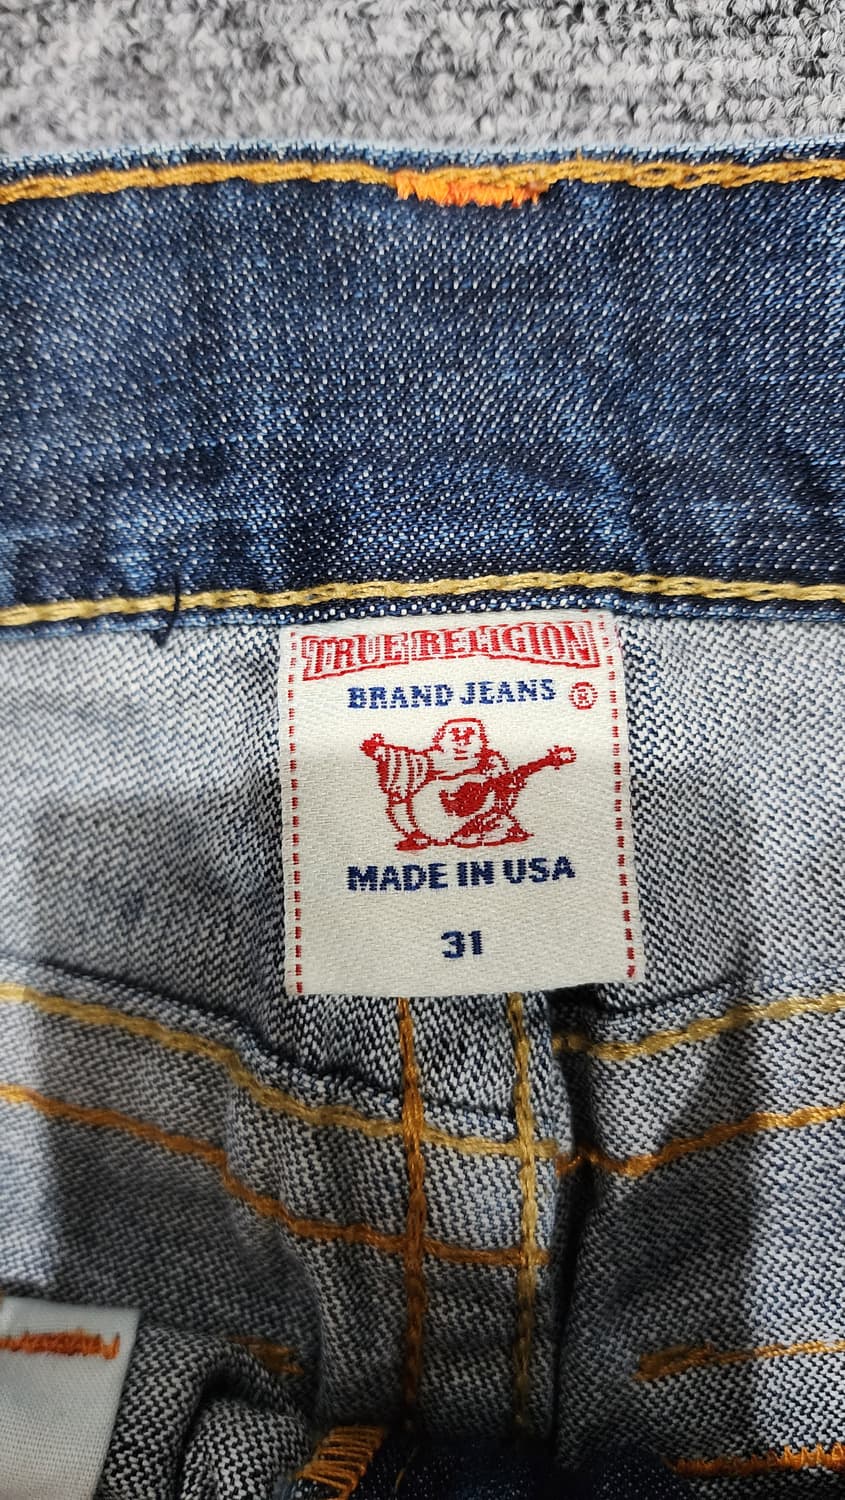 TRUE RELIGION
BRAND JEANS ®
MADE IN USA
31